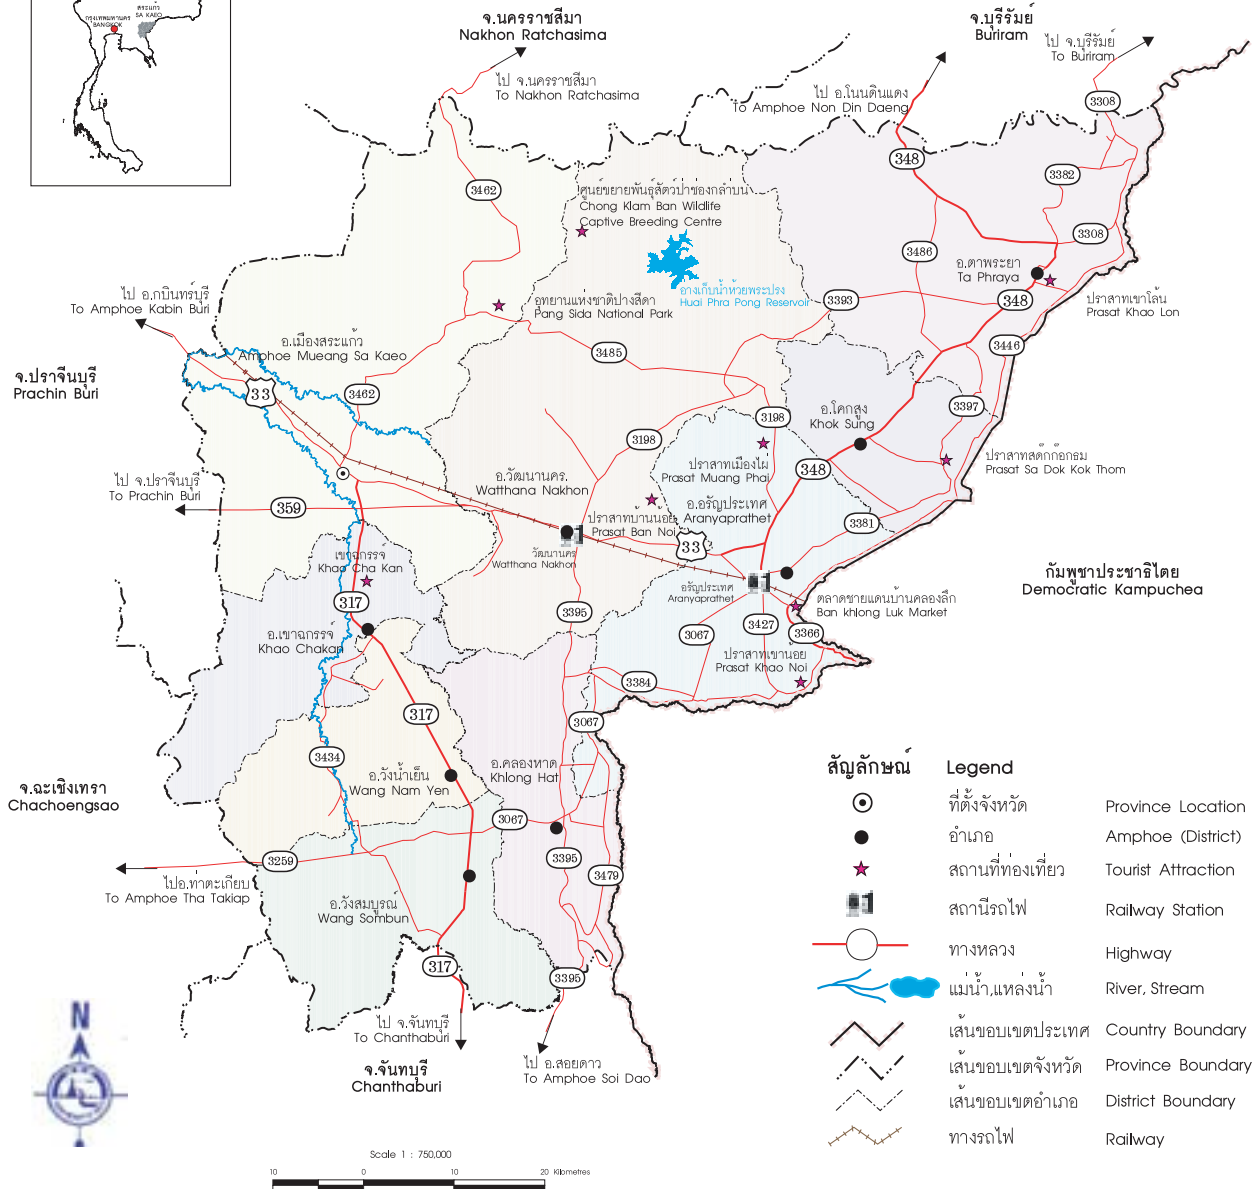 กรุงเทพมหานคร
BANGKOK
สระแก้ว
SA KAEO
จ.นครราชสีมา
Nakhon Ratchasima
จ.บุรีรัมย์
Buriram
ไป จ.บุรีรัมย์
To Buriram
ไป จ.นครราชสีมา
To Nakhon Ratchasima
ไป อ.โนนดินแดง
To Amphoe Non Din Daeng
3308
348
3462
3382
ศูนย์ขยายพันธุ์สัตว์ป่าช่องกล่ำบน
Chong Klam Ban Wildlife
Captive Breeding Centre
3308
3486
อ.ตาพระยา
Ta Phraya
ไป อ.กบินทร์บุรี
To Amphoe Kabin Buri
อุทยานแห่งชาติปางสีดา
Pang Sida National Park
อ่างเก็บน้ำห้วยพระปรง
Huai Phra Pong Reservoir
3393
348
ปราสาทเขาโล้น
Prasat Khao Lon
อ.เมืองสระแก้ว
Amphoe Mueang Sa Kaeo
3485
3446
จ.ปราจีนบุรี
Prachin Buri
33
3462
3397
3198
อ.โคกสูง
Khok Sung
3198
ปราสาทเมืองไผ่
Prasat Muang Phai
348
ปราสาทสด๊กก๊อกธม
Prasat Sa Dok Kok Thom
ไป จ.ปราจีนบุรี
To Prachin Buri
359
อ.วัฒนานคร.
Watthana Nakhon
อ.อรัญประเทศ
Aranyaprathet
3381
ปราสาทบ้านน้อย
Prasat Ban Noi
33
วัฒนานคร
Watthana Nakhon
เขาฉกรรจ์
Khao Cha Kan
อรัญประเทศ
Aranyaprathet
กัมพูชาประชาธิไตย
Democratic Kampuchea
ตลาดชายแดนบ้านคลองลึก
Ban khlong Luk Market
317
3395
3067
3427
3366
อ.เขาฉกรรจ์
Khao Chakan
ปราสาทเขาน้อย
Prasat Khao Noi
3384
317
3067
3434
อ.วังน้ำเย็น
Wang Nam Yen
อ.คลองหาด
Khlong Hat
จ.ฉะเชิงเทรา
Chachoengsao
3067
3259
3395
3479
ไปอ.ท่าตะเกียบ
To Amphoe Tha Takiap
อ.วังสมบูรณ์
Wang Sombun
317
3395
ไป จ.จันทบุรี
To Chanthaburi
จ.จันทบุรี
Chanthaburi
ไป อ.สอยดาว
To Amphoe Soi Dao
สัญลักษณ์ Legend
ที่ตั้งจังหวัด Province Location
อำเภอ Amphoe (District)
สถานที่ท่องเที่ยว Tourist Attraction
สถานีรถไฟ Railway Station
ทางหลวง Highway
แม่น้ำ,แหล่งน้ำ River, Stream
เส้นขอบเขตประเทศ Country Boundary
เส้นขอบเขตจังหวัด Province Boundary
เส้นขอบเขตอำเภอ District Boundary
ทางรถไฟ Railway
N
Scale 1 : 750,000
10 0 10 20 Kilometres